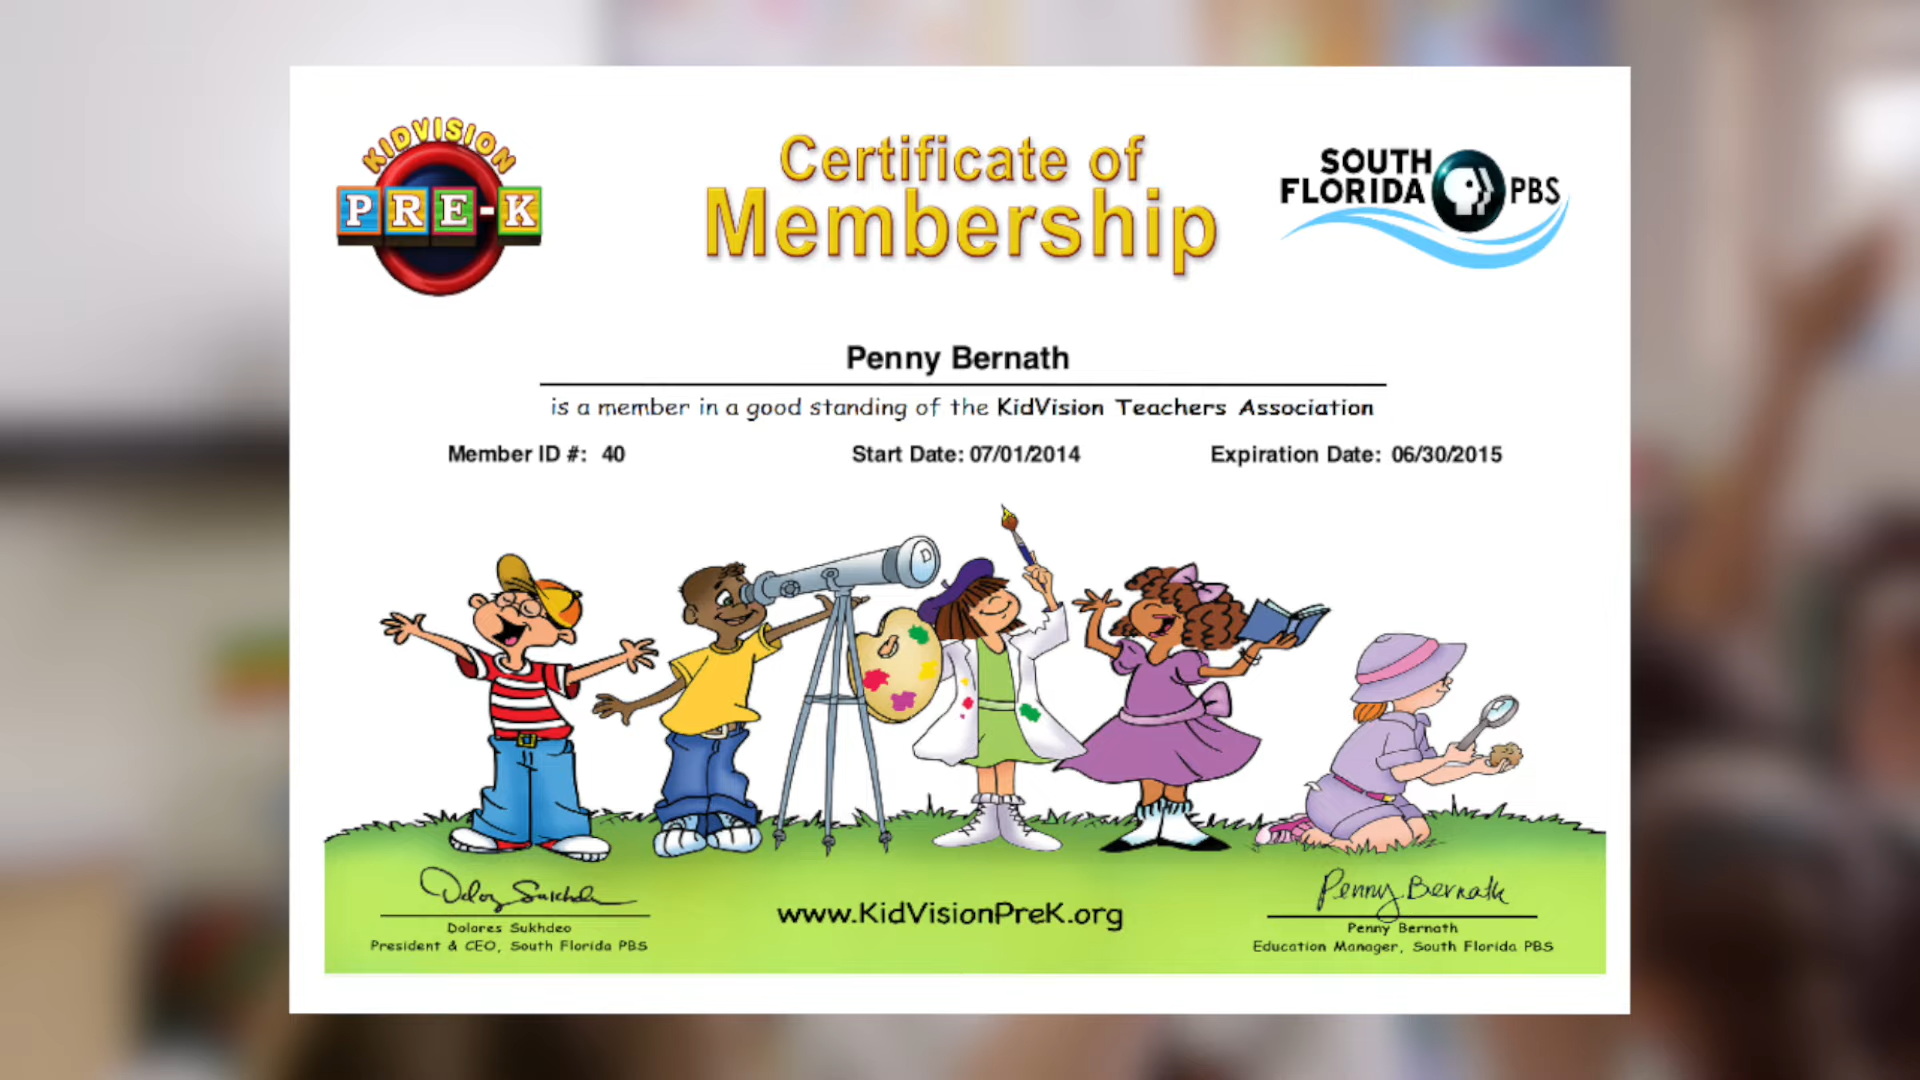 KIDVISION
PRE-K
Certificate of
Membership
SOUTH
FLORIDA PBS
Penny Bernath
is a member in a good standing of the KidVision Teachers Association
Member ID #: 40 Start Date: 07/01/2014 Expiration Date: 06/30/2015
Dolores Sukhdeo
President & CEO, South Florida PBS
www.KidVisionPreK.org
Penny Bernath
Penny Bernath
Education Manager, South Florida PBS